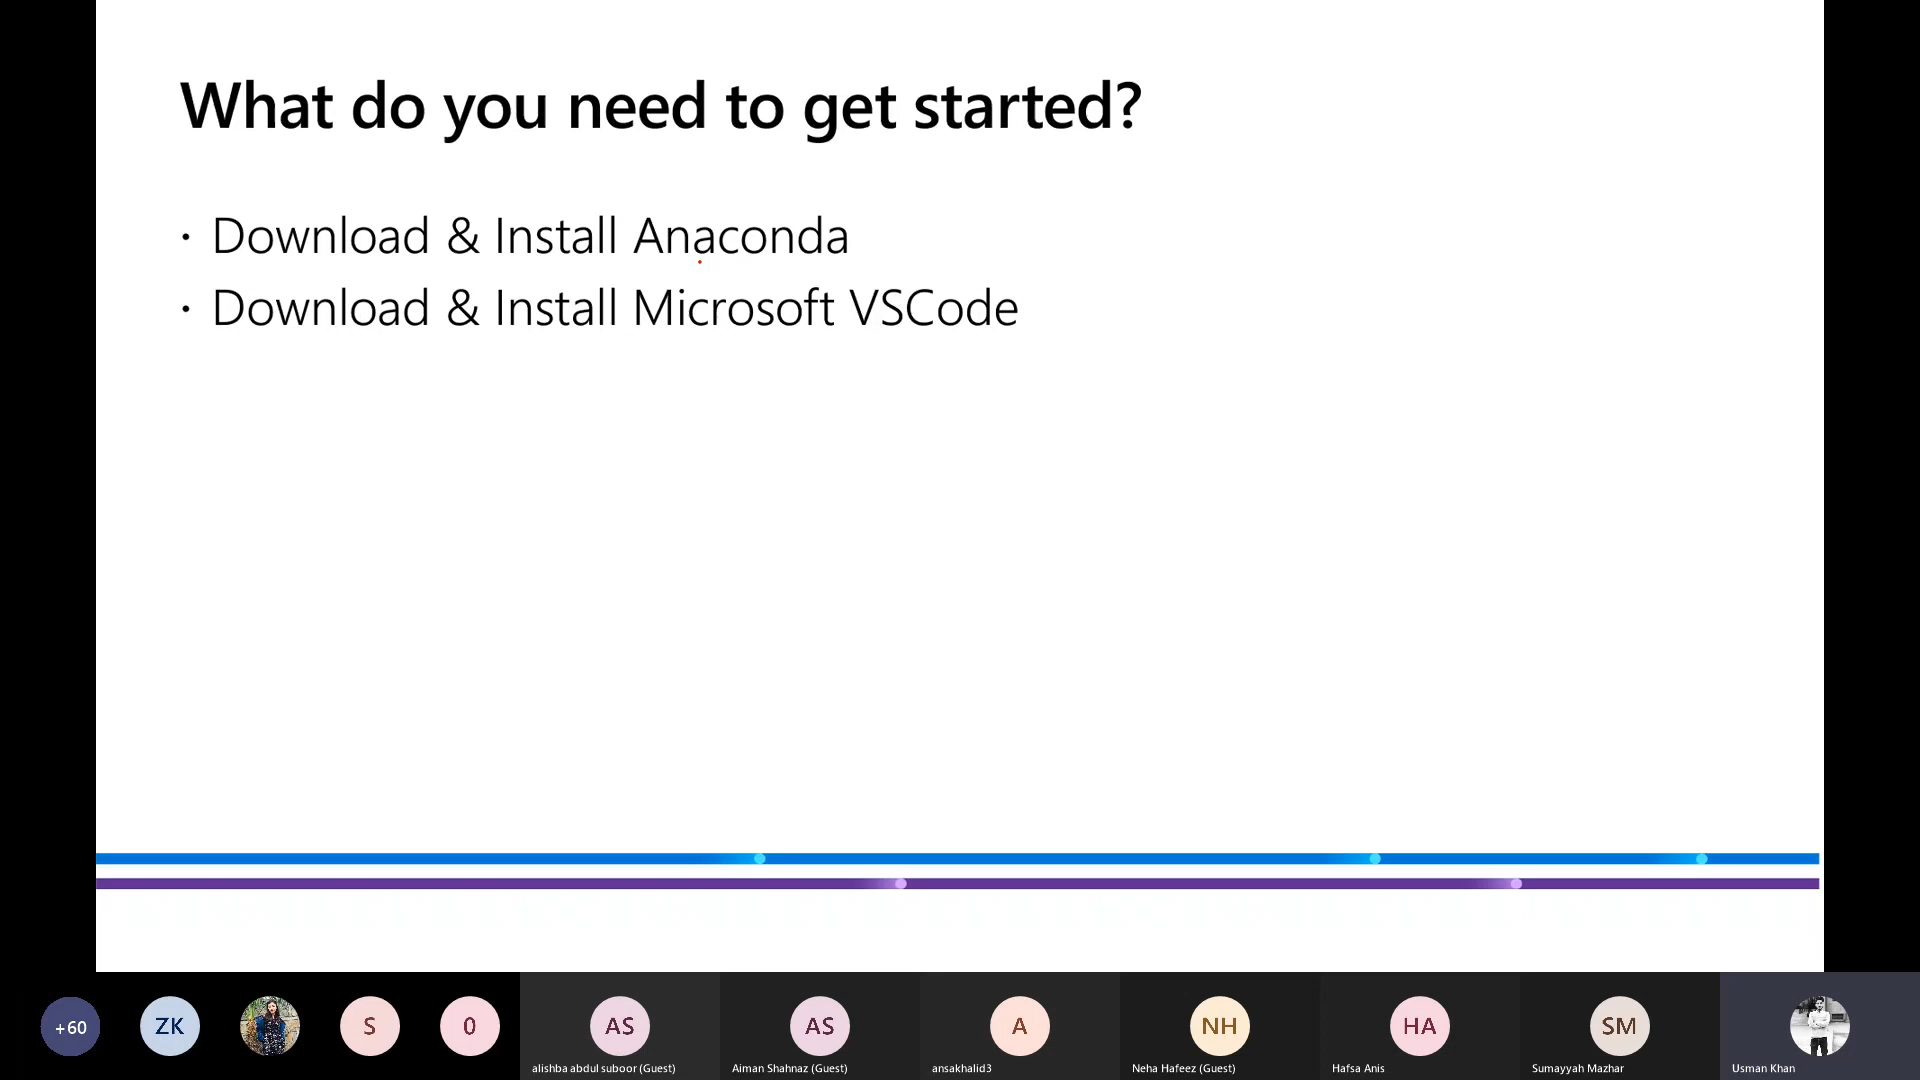 What do you need to get started?
· Download & Install Anaconda
· Download & Install Microsoft VSCode
+60
ZK
S
0
AS
AS
A
NH
HA
SM
alishba abdul suboor (Guest)
Aiman Shahnaz (Guest)
ansakhalid3
Neha Hafeez (Guest)
Hafsa Anis
Sumayyah Mazhar
Usman Khan